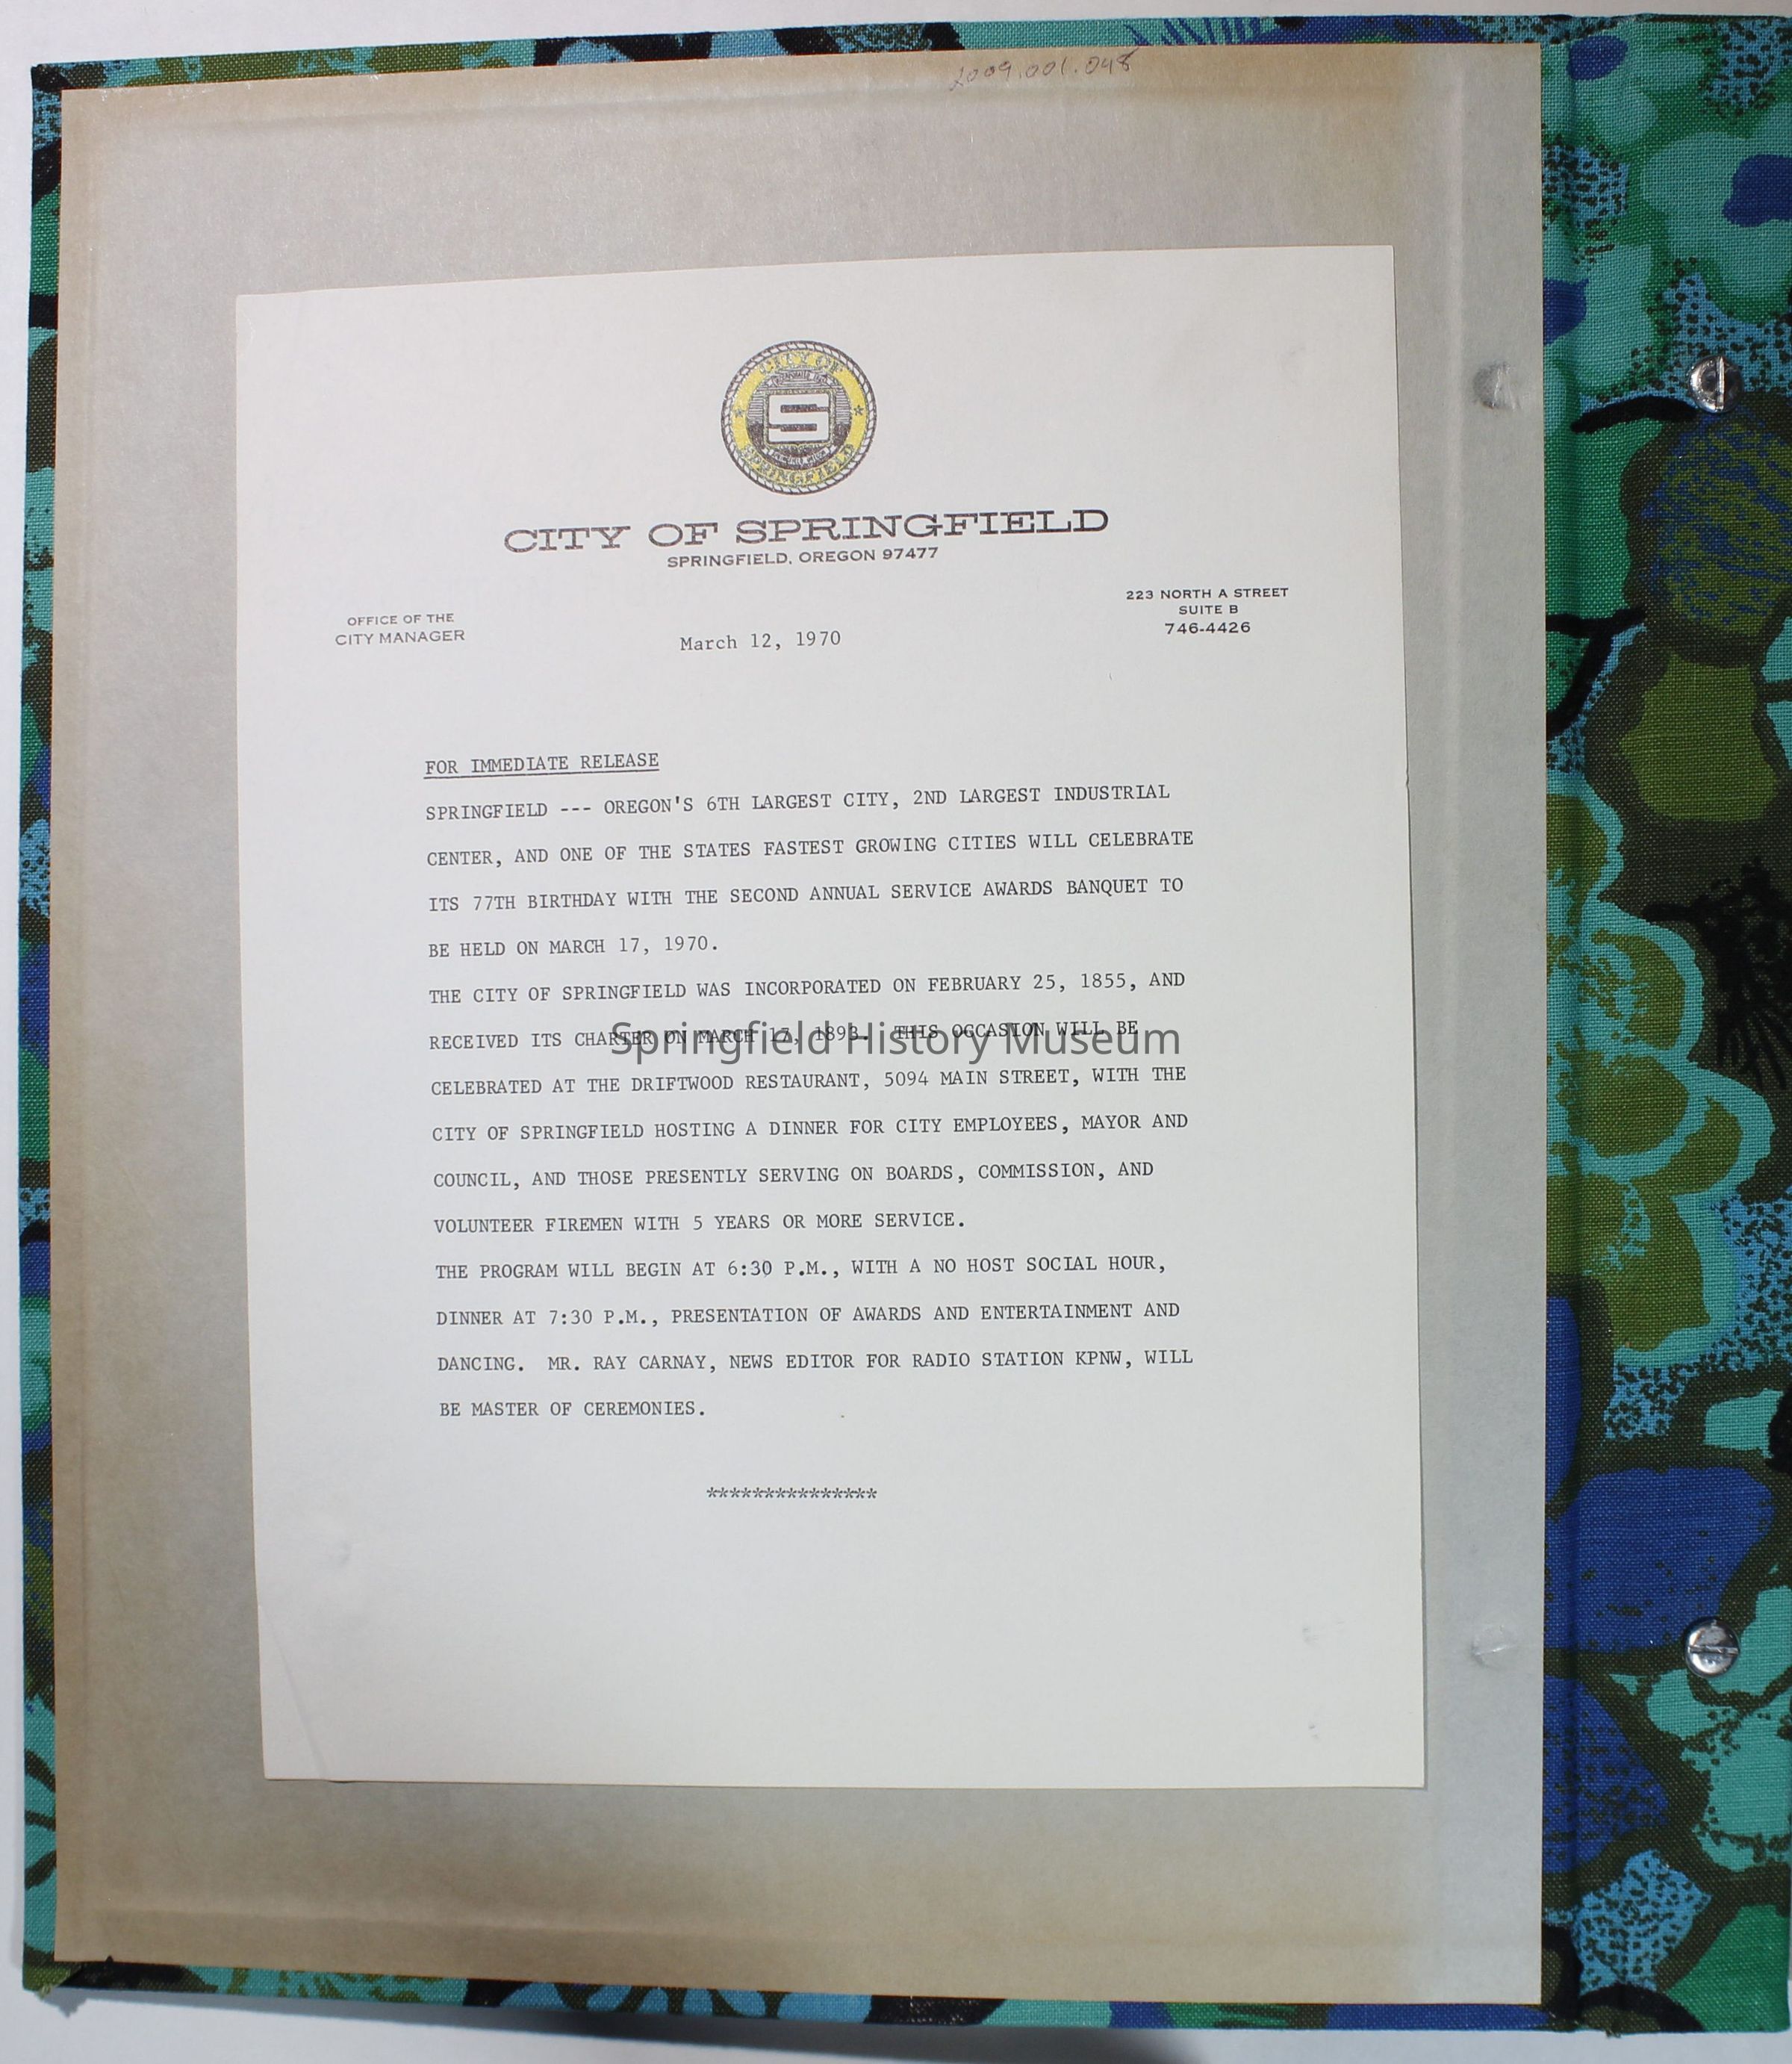 2009.001.048
CITY OF
SPRINGFIELD
S
CITY OF SPRINGFIELD
SPRINGFIELD, OREGON 97477
OFFICE OF THE
CITY MANAGER
March 12, 1970
223 NORTH A STREET
SUITE B
746-4426
FOR IMMEDIATE RELEASE
SPRINGFIELD --- OREGON'S 6TH LARGEST CITY, 2ND LARGEST INDUSTRIAL
CENTER, AND ONE OF THE STATES FASTEST GROWING CITIES WILL CELEBRATE
ITS 77TH BIRTHDAY WITH THE SECOND ANNUAL SERVICE AWARDS BANQUET TO
BE HELD ON MARCH 17, 1970.
THE CITY OF SPRINGFIELD WAS INCORPORATED ON FEBRUARY 25, 1855, AND
RECEIVED ITS CHARTER ON MARCH 17, 1893. THIS OCCASION WILL BE
Springfield History Museum
CELEBRATED AT THE DRIFTWOOD RESTAURANT, 5094 MAIN STREET, WITH THE
CITY OF SPRINGFIELD HOSTING A DINNER FOR CITY EMPLOYEES, MAYOR AND
COUNCIL, AND THOSE PRESENTLY SERVING ON BOARDS, COMMISSION, AND
VOLUNTEER FIREMEN WITH 5 YEARS OR MORE SERVICE.
THE PROGRAM WILL BEGIN AT 6:30 P.M., WITH A NO HOST SOCIAL HOUR,
DINNER AT 7:30 P.M., PRESENTATION OF AWARDS AND ENTERTAINMENT AND
DANCING. MR. RAY CARNAY, NEWS EDITOR FOR RADIO STATION KPNW, WILL
BE MASTER OF CEREMONIES.
***************